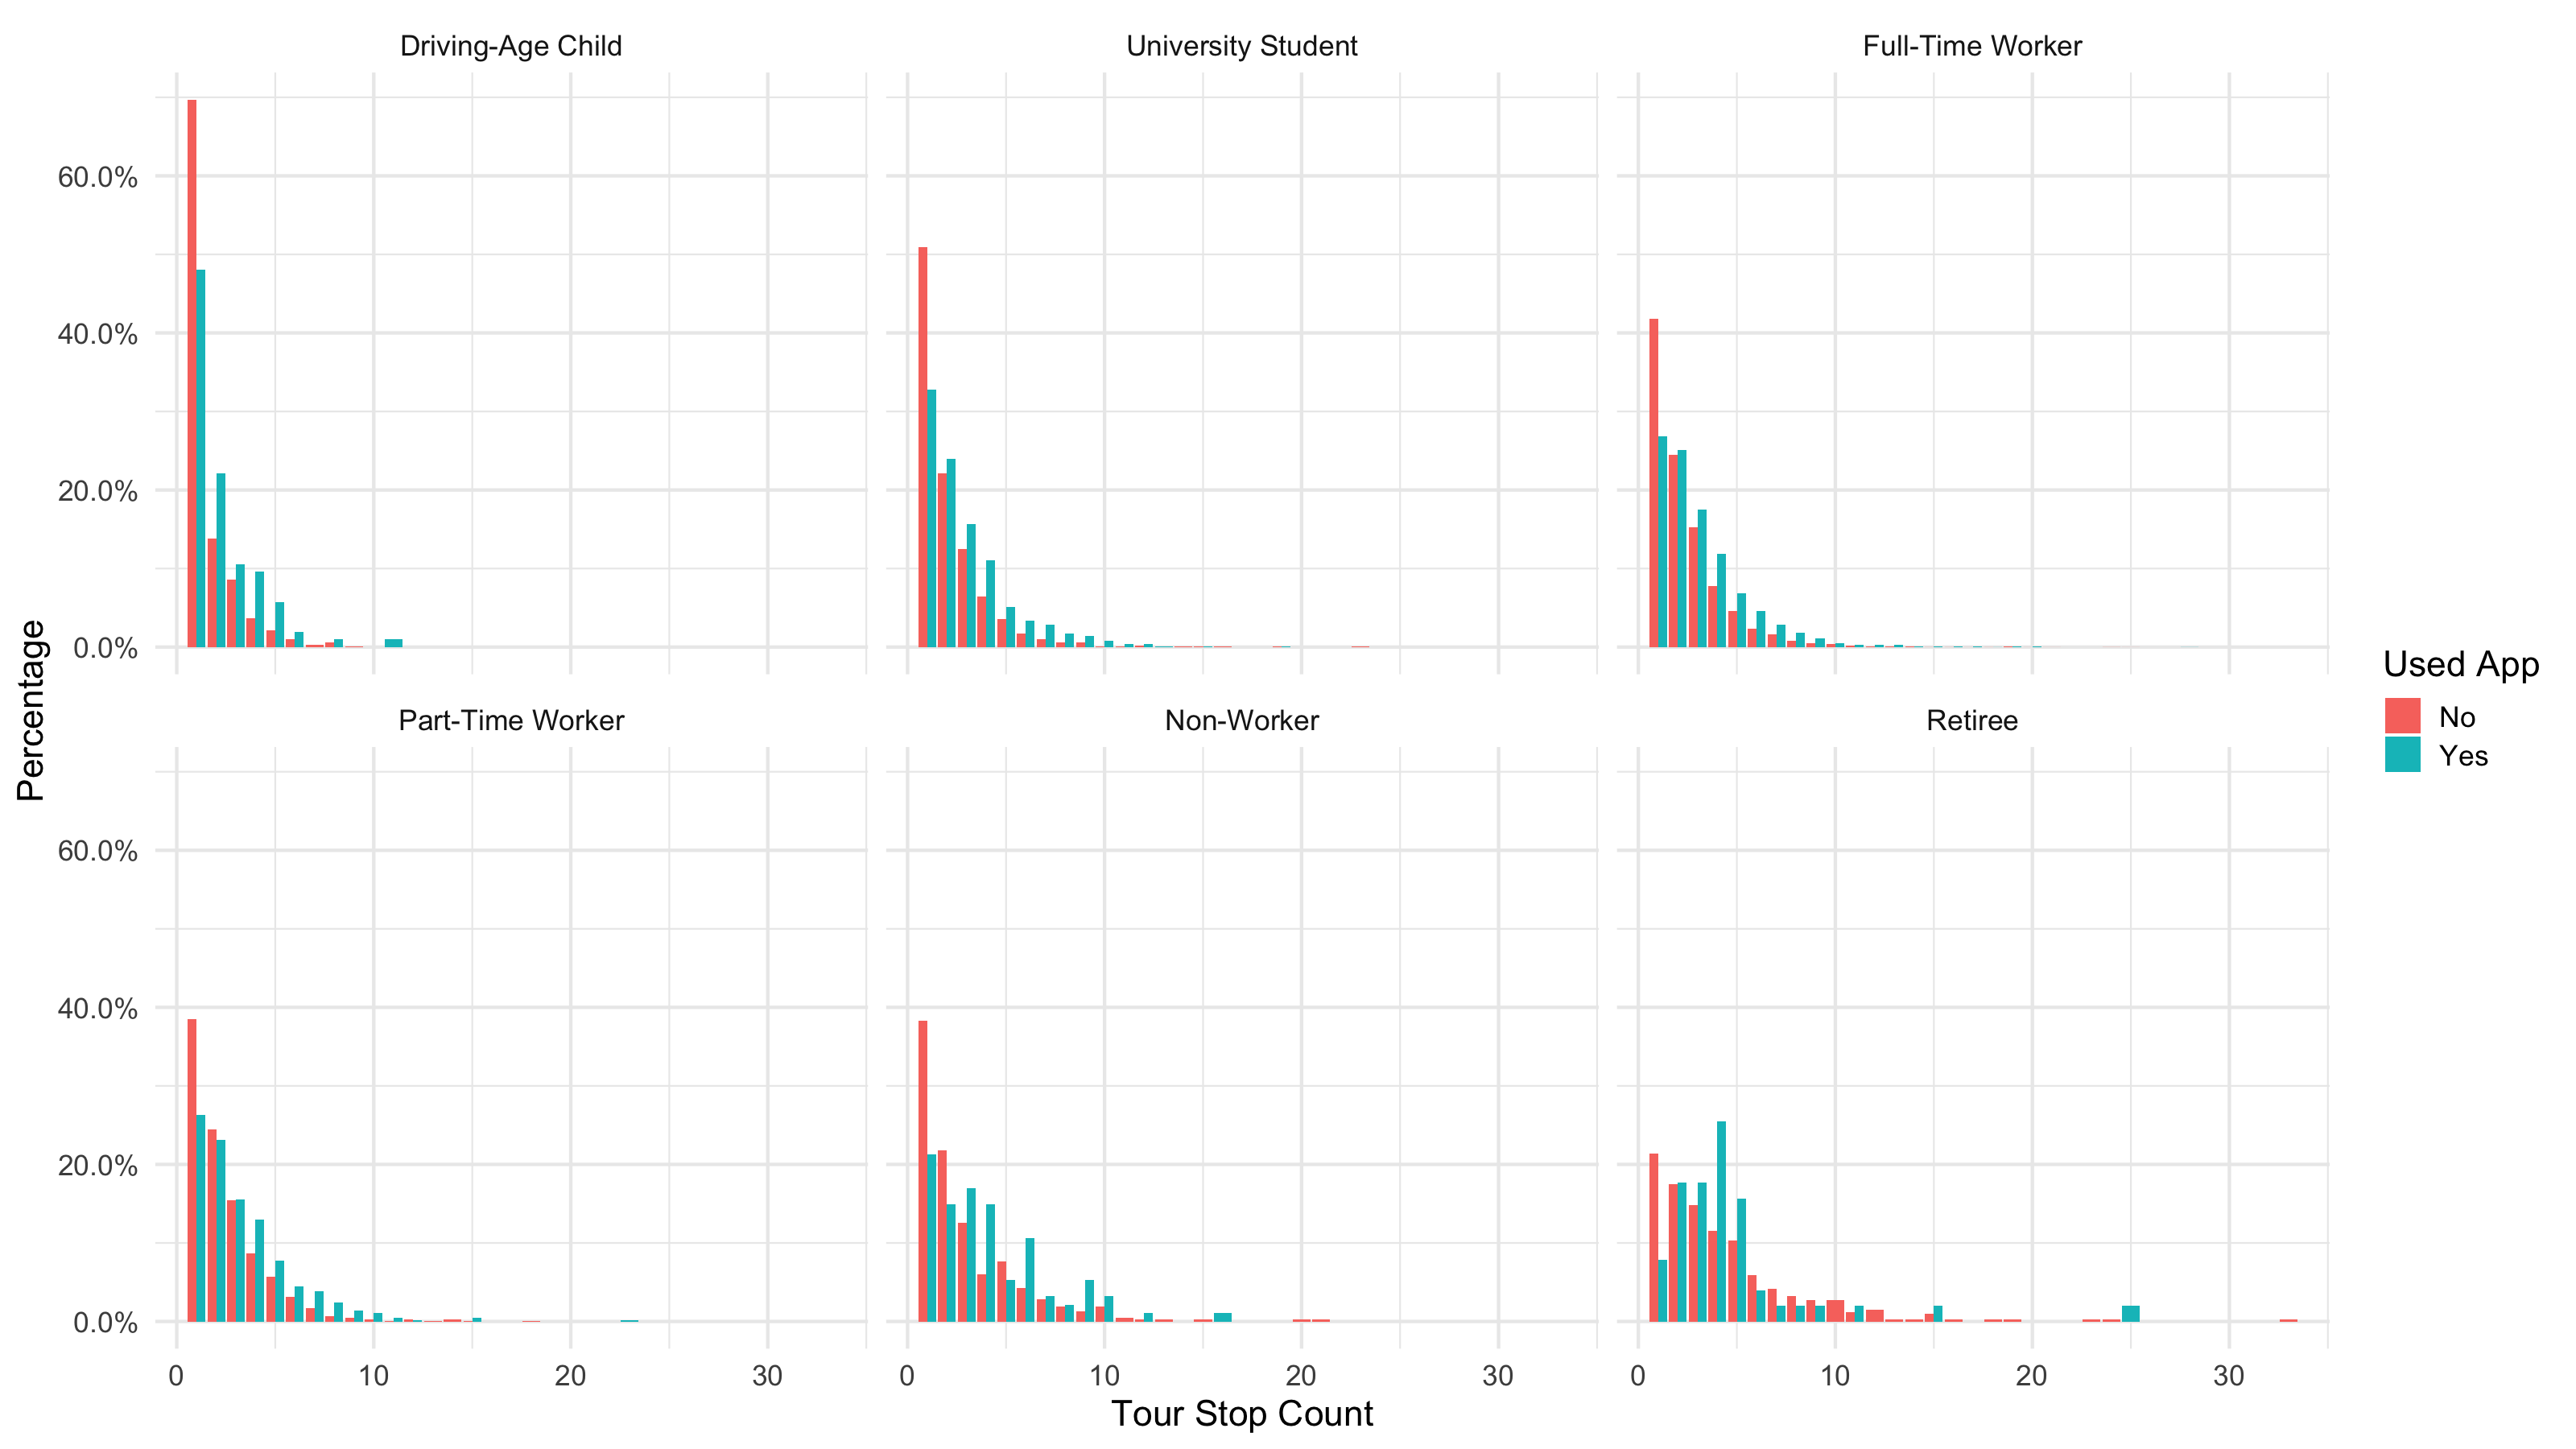 Driving-Age Child
University Student
Full-Time Worker
60.0%
40.0%
20.0%
0.0%
Part-Time Worker
Non-Worker
Retiree
60.0%
40.0%
20.0%
0.0%
0 10 20 30
0 10 20 30
0 10 20 30
Tour Stop Count
Percentage
Used App
No
Yes